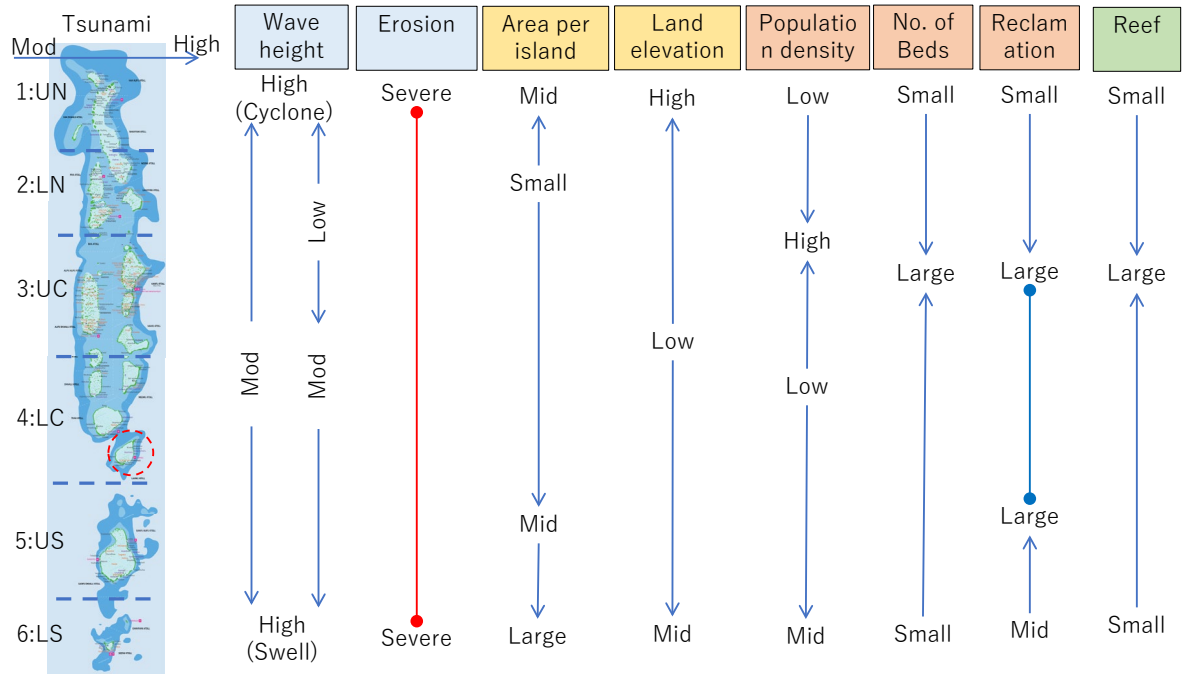 Tsunami
Mod
High
Wave
height
Erosion
Area per
island
Land
elevation
Populatio
n density
No. of
Beds
Reclam
ation
Reef
1:UN
High
(Cyclone)
Severe
Mid
High
Low
Small
Small
Small
2:LN
Low
Small
High
3:UC
Large
Large
Large
Mod
Mod
Low
Low
4:LC
5:US
Mid
Large
6:LS
High
(Swell)
Severe
Large
Mid
Mid
Small
Mid
Small